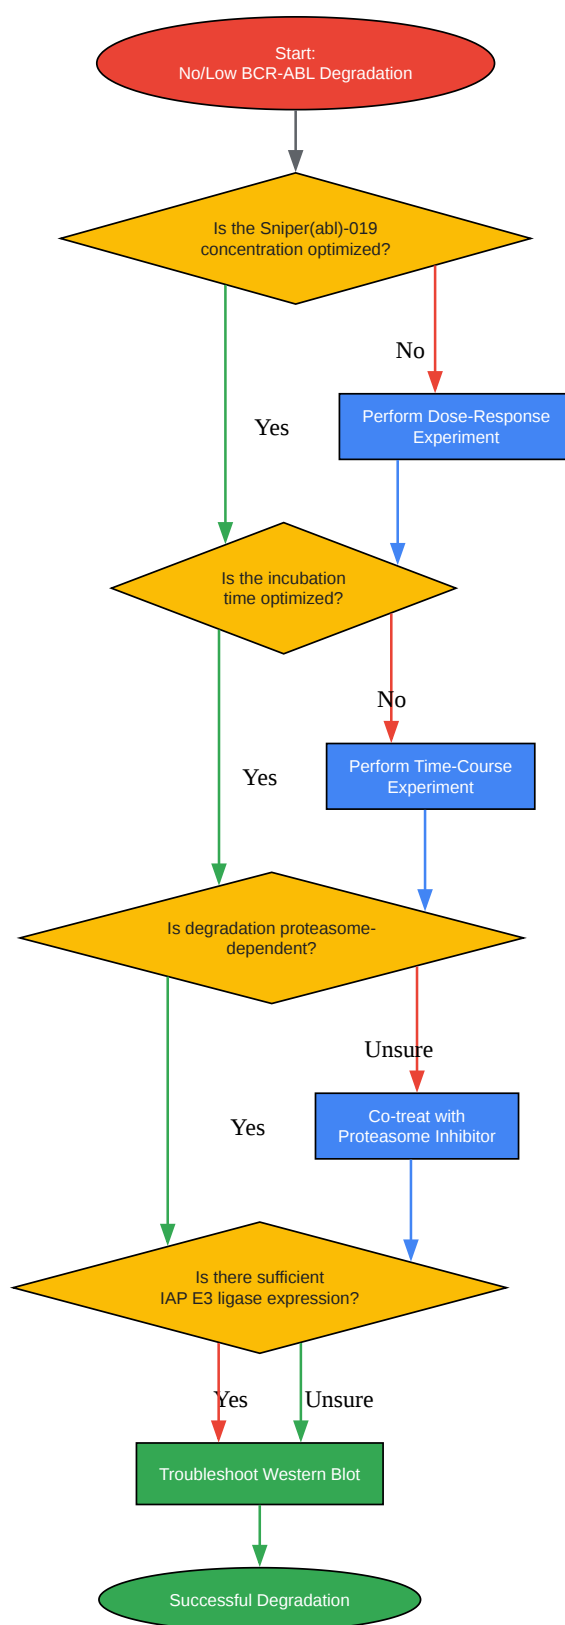 Start:
No/Low BCR-ABL Degradation
Is the Sniper(abl)-019
concentration optimized?
No
Perform Dose-Response
Experiment
Yes
Is the incubation
time optimized?
No
Perform Time-Course
Experiment
Yes
Is degradation proteasome-
dependent?
Unsure
Co-treat with
Proteasome Inhibitor
Yes
Is there sufficient
IAP E3 ligase expression?
Yes
Unsure
Troubleshoot Western Blot
Successful Degradation